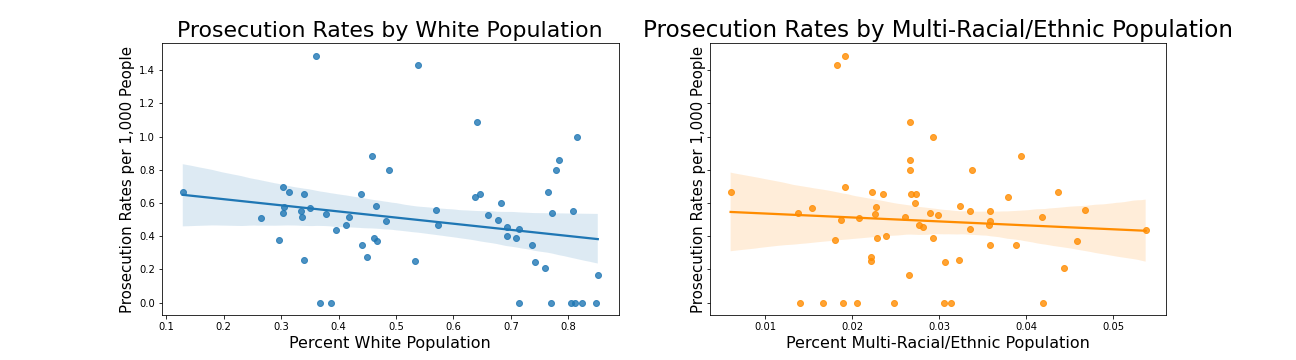 Prosecution Rates by White Population
Prosecution Rates per 1,000 People
1.4
1.2
1.0
0.8
0.6
0.4
0.2
0.0
0.1 0.2 0.3 0.4 0.5 0.6 0.7 0.8
Percent White Population
Prosecution Rates by Multi-Racial/Ethnic Population
Prosecution Rates per 1,000 People
0.01 0.02 0.03 0.04 0.05
Percent Multi-Racial/Ethnic Population